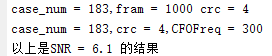 case_num = 183,fram = 1000 crc = 4
case_num = 183,crc = 4,CFOFreq = 300
以上是SNR = 6.1 的结果